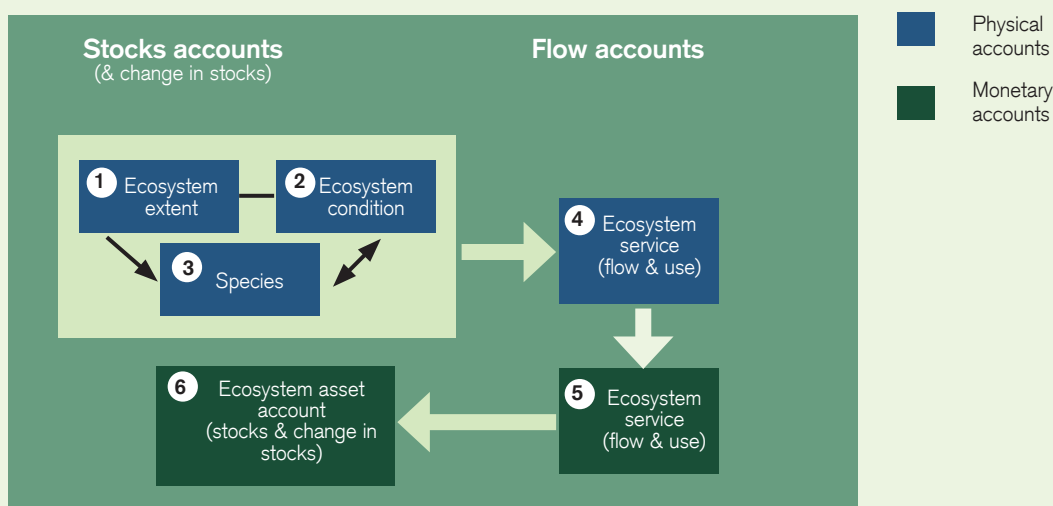 Stocks accounts
(& change in stocks)
Flow accounts
Physical
accounts
Monetary
accounts
1
Ecosystem
extent
2
Ecosystem
condition
3
Species
4
Ecosystem
service
(flow & use)
5
Ecosystem
service
(flow & use)
6
Ecosystem asset
account
(stocks & change in
stocks)